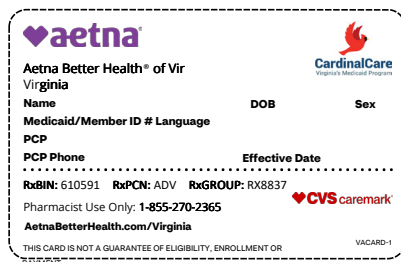 aetna®
CardinalCare
Virginia's Medicaid Program
Aetna Better Health® of Vir
Virginia
Name DOB Sex
Medicaid/Member ID # Language
PCP
PCP Phone Effective Date
RxBIN: 610591 RxPCN: ADV RxGROUP: RX8837
CVS caremark®
Pharmacist Use Only: 1-855-270-2365
AetnaBetterHealth.com/Virginia
VACARD-1
THIS CARD IS NOT A GUARANTEE OF ELIGIBILITY, ENROLLMENT OR
PAYMENT